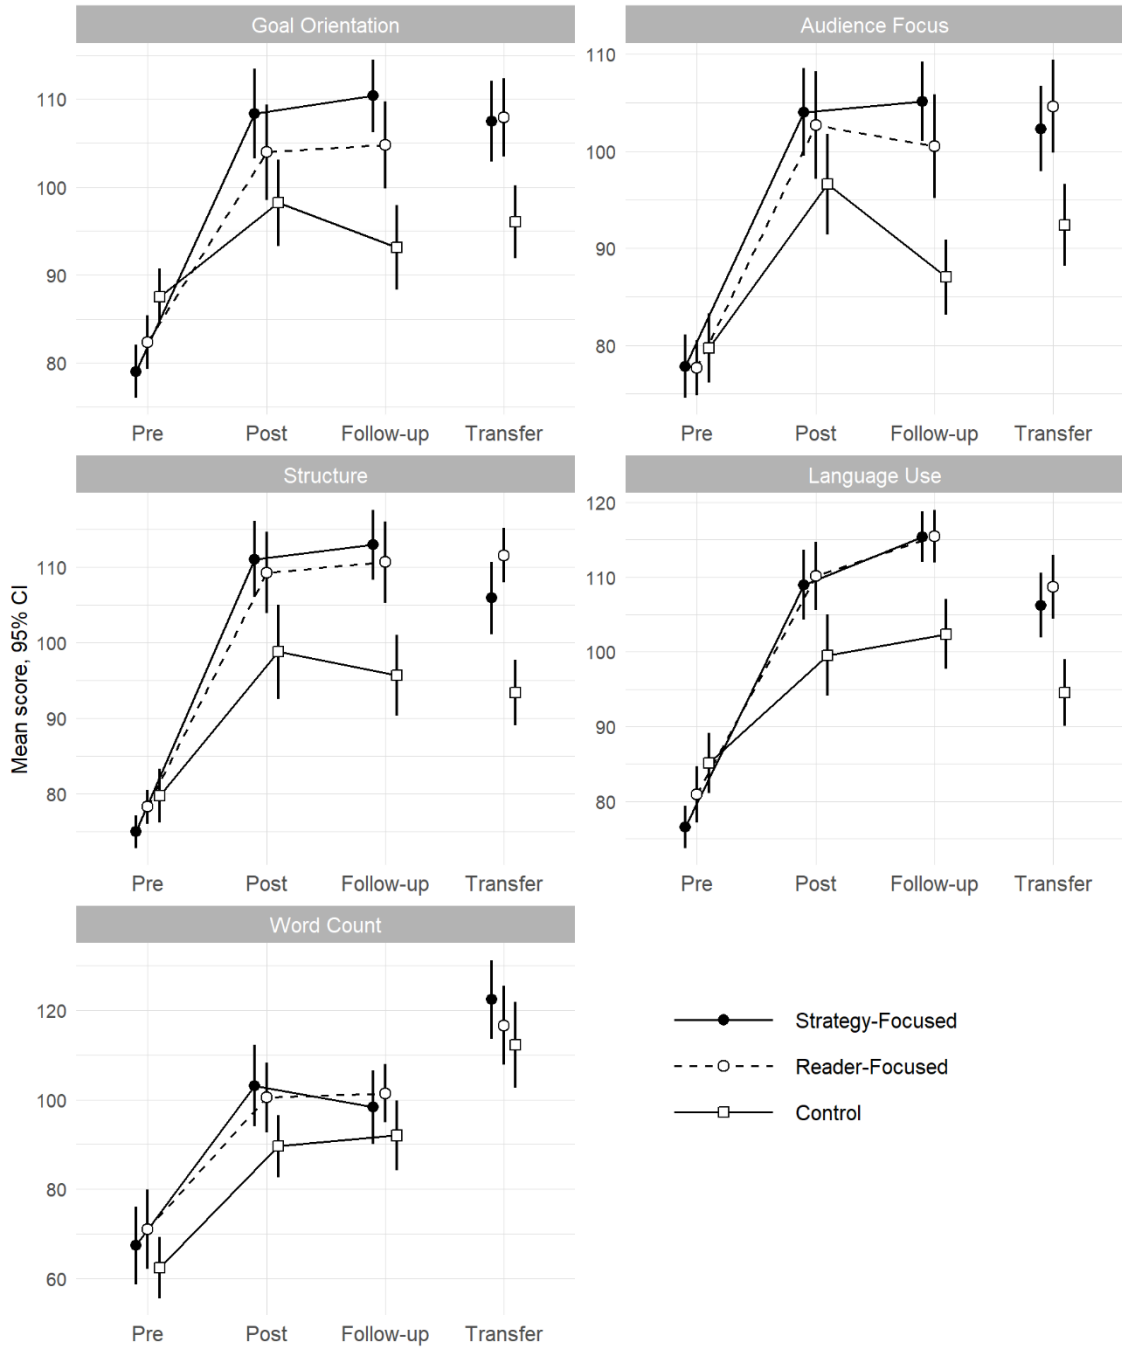 Goal Orientation
Audience Focus
110
100
90
80
110
100
90
80
Pre Post Follow-up Transfer
Pre Post Follow-up Transfer
Structure
Language Use
Mean score, 95% CI
110
100
90
80
120
110
100
90
80
Pre Post Follow-up Transfer
Pre Post Follow-up Transfer
Word Count
120
100
80
60
Strategy-Focused
Reader-Focused
Control
Pre Post Follow-up Transfer